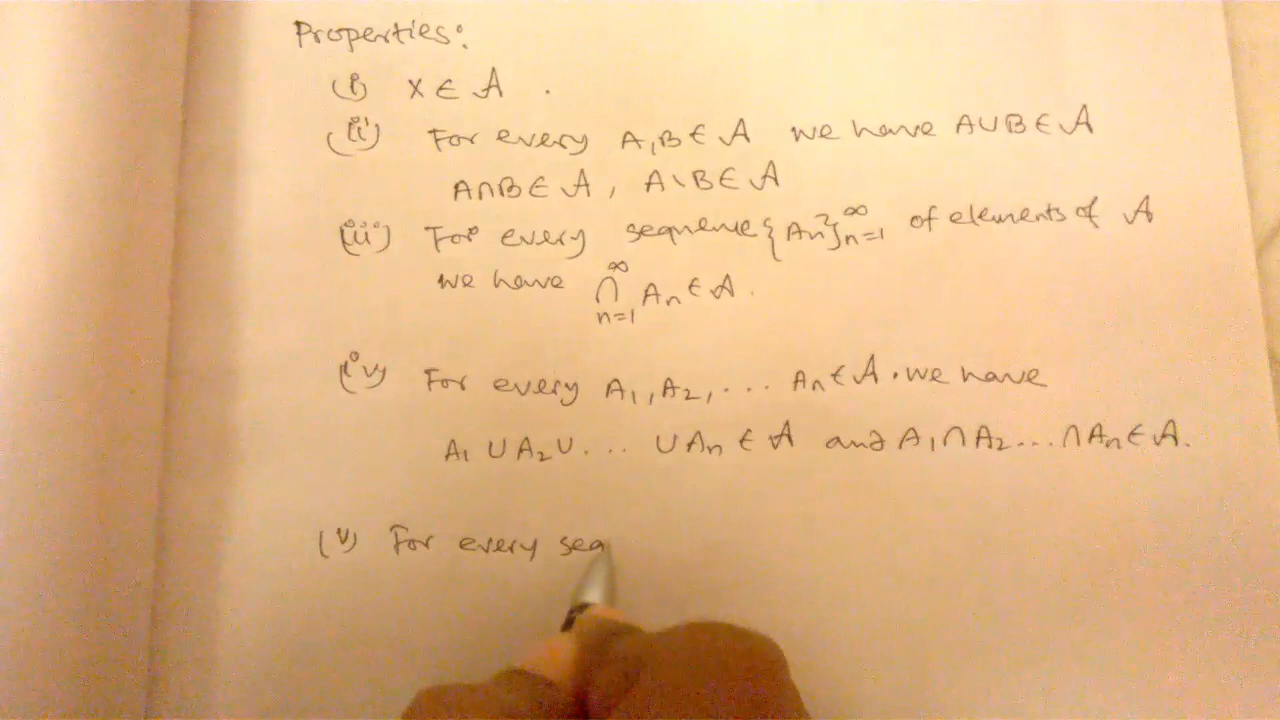 Properties:
(i) X ∈ 𝒜 .
(ii) For every A,B ∈ 𝒜 we have A∪B ∈ 𝒜
A∩B ∈ 𝒜 , A\B ∈ 𝒜
(iii) For every sequence {An}∞n=1 of elements of 𝒜
we have ∞⋂n=1 An ∈ 𝒜 .
(iv) For every A1, A2, ... An ∈ 𝒜 . we have
A1 ∪ A2 ∪ . .. ∪ An ∈ 𝒜 and A1 ∩ A2 ... ∩ An ∈ 𝒜 .
(v) For every seq